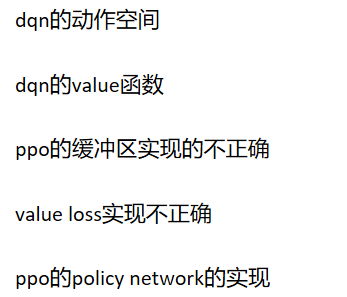 dqn的动作空间
dqn的value函数
ppo的缓冲区实现的不正确
value loss实现不正确
ppo的policy network的实现